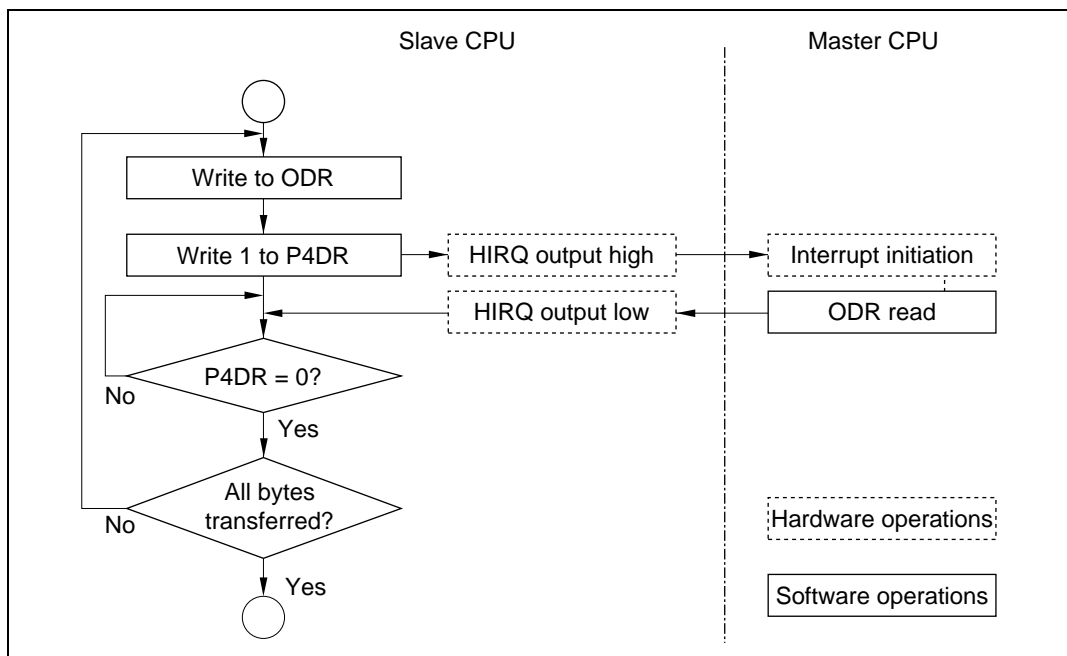 Slave CPU
Master CPU
Write to ODR
Write 1 to P4DR
HIRQ output high
Interrupt initiation
HIRQ output low
ODR read
P4DR = 0?
No
Yes
All bytes
transferred?
No
Yes
Hardware operations
Software operations